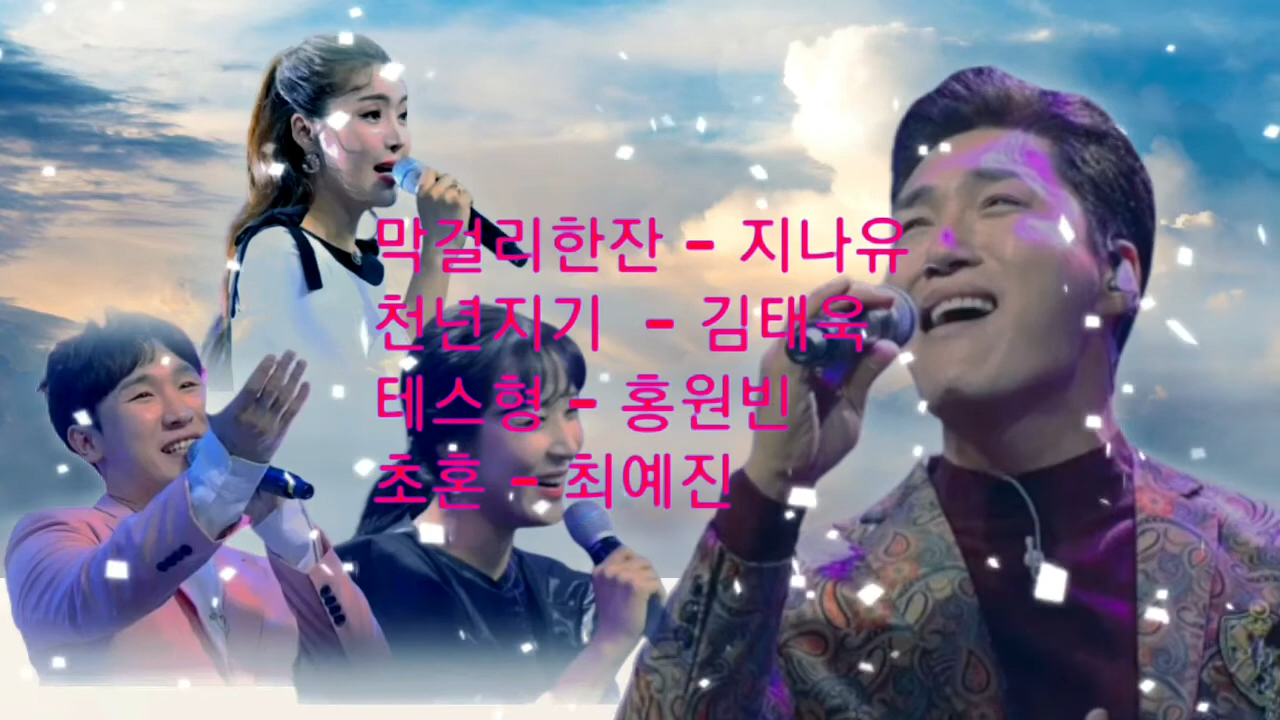 막걸리한잔 - 지나유
천년지기 - 김태욱
테스형 - 홍원빈
초혼 - 최예진